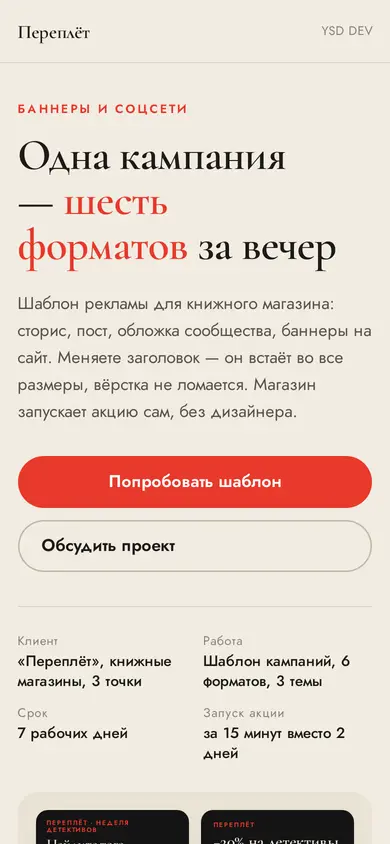 Переплёт
YSD DEV
БАННЕРЫ И СОЦСЕТИ
Одна кампания
— шесть
форматов за вечер
Шаблон рекламы для книжного магазина:
сторис, пост, обложка сообщества, баннеры на
сайт. Меняете заголовок — он встаёт во все
размеры, вёрстка не ломается. Магазин
запускает акцию сам, без дизайнера.
Попробовать шаблон
Обсудить проект
Клиент
«Переплёт», книжные
магазины, 3 точки
Работа
Шаблон кампаний, 6
форматов, 3 темы
Срок
7 рабочих дней
Запуск акции
за 15 минут вместо 2
дней
ПЕРЕПЛЁТ · НЕДЕЛЯ
ДЕТЕКТИВОВ
ПЕРЕПЛЁТ
−30% на детективы